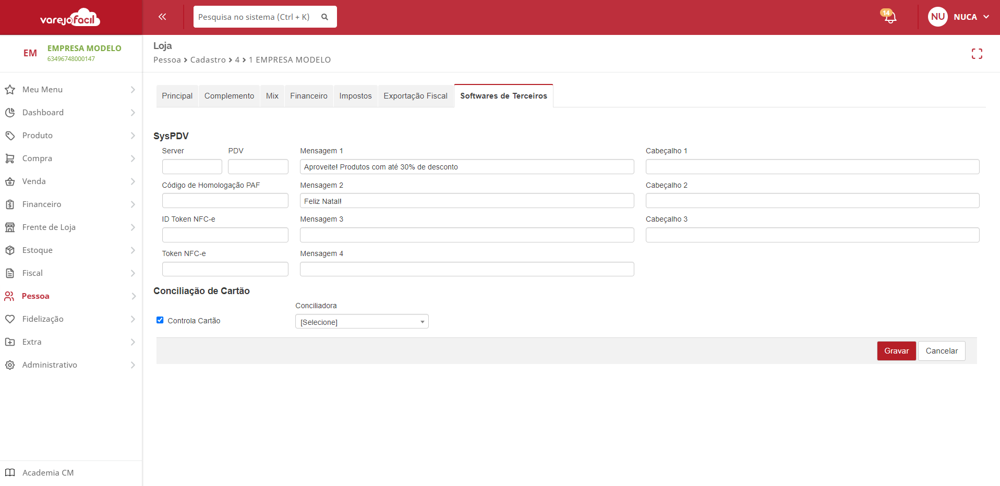 varejofacil
Pesquisa no sistema (Ctrl + K)
14
NU
NUCA
EM
EMPRESA MODELO
63496748000147
Loja
Pessoa > Cadastro > 4 > 1 EMPRESA MODELO
Meu Menu
Dashboard
Produto
Compra
Venda
Financeiro
Frente de Loja
Estoque
Fiscal
Pessoa
Fidelização
Extra
Administrativo
Academia CM
Principal
Complemento
Mix
Financeiro
Impostos
Exportação Fiscal
Softwares de Terceiros
SysPDV
Server
PDV
Mensagem 1
Cabeçalho 1
Aproveite! Produtos com até 30% de desconto
Código de Homologação PAF
Mensagem 2
Cabeçalho 2
Feliz Natal!
ID Token NFC-e
Mensagem 3
Cabeçalho 3
Token NFC-e
Mensagem 4
Conciliação de Cartão
Conciliadora
Controla Cartão
[Selecione]
Gravar
Cancelar